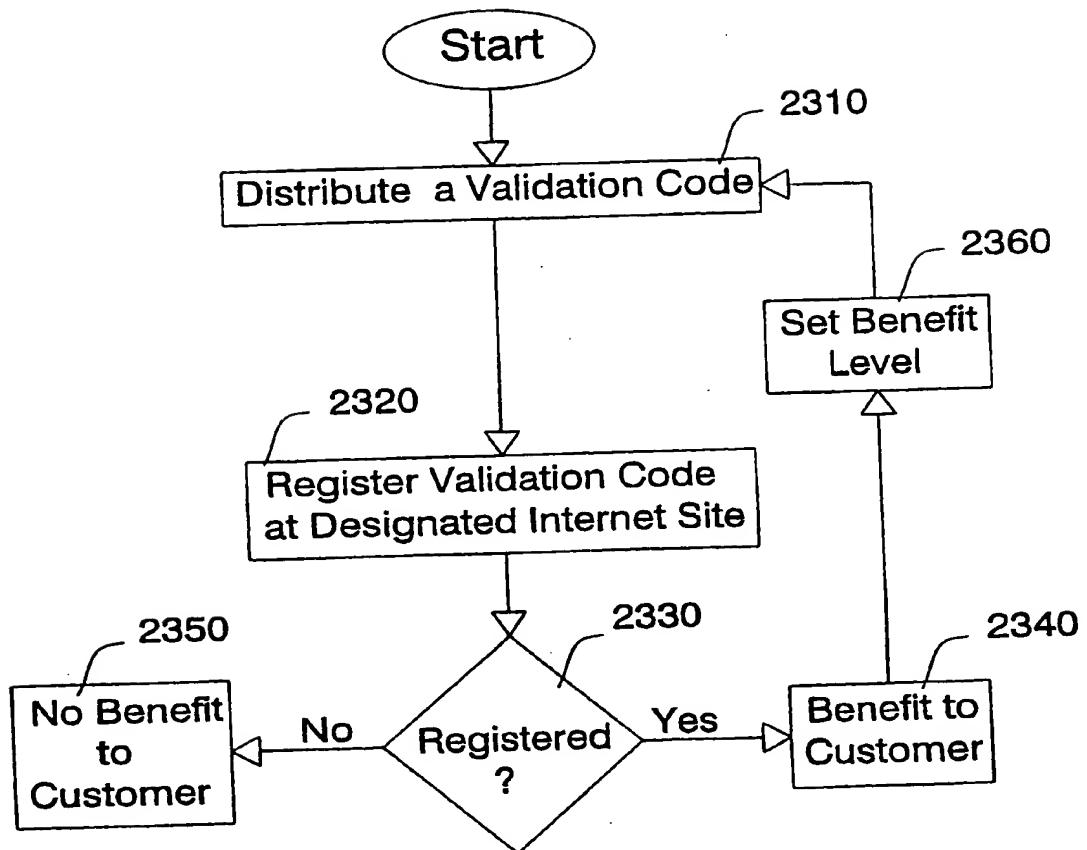 Start
2310
Distribute a Validation Code
2360
Set Benefit
Level
2320
Register Validation Code
at Designated Internet Site
2350
2330
2340
No Benefit
to
Customer
No
Registered
?
Yes
Benefit to
Customer